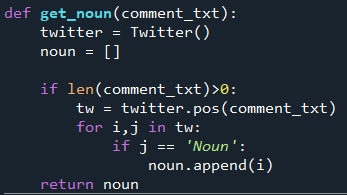 def get_noun(comment_txt):
    twitter = Twitter()
    noun = []

    if len(comment_txt)>0:
        tw = twitter.pos(comment_txt)
        for i,j in tw:
            if j == 'Noun':
                noun.append(i)
    return noun